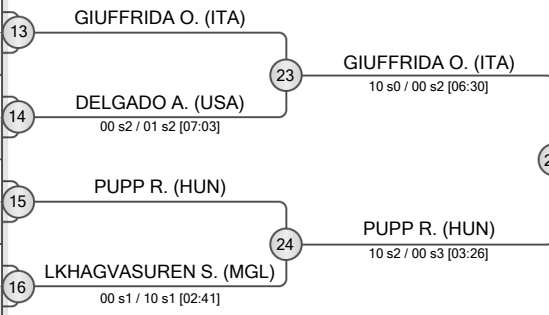 13
GIUFFRIDA O. (ITA)
23
GIUFFRIDA O. (ITA)
10 s0 / 00 s2 [06:30]
14
DELGADO A. (USA)
00 s2 / 01 s2 [07:03]
15
PUPP R. (HUN)
24
PUPP R. (HUN)
10 s2 / 00 s3 [03:26]
16
LKHAGVASUREN S. (MGL)
00 s1 / 10 s1 [02:41]